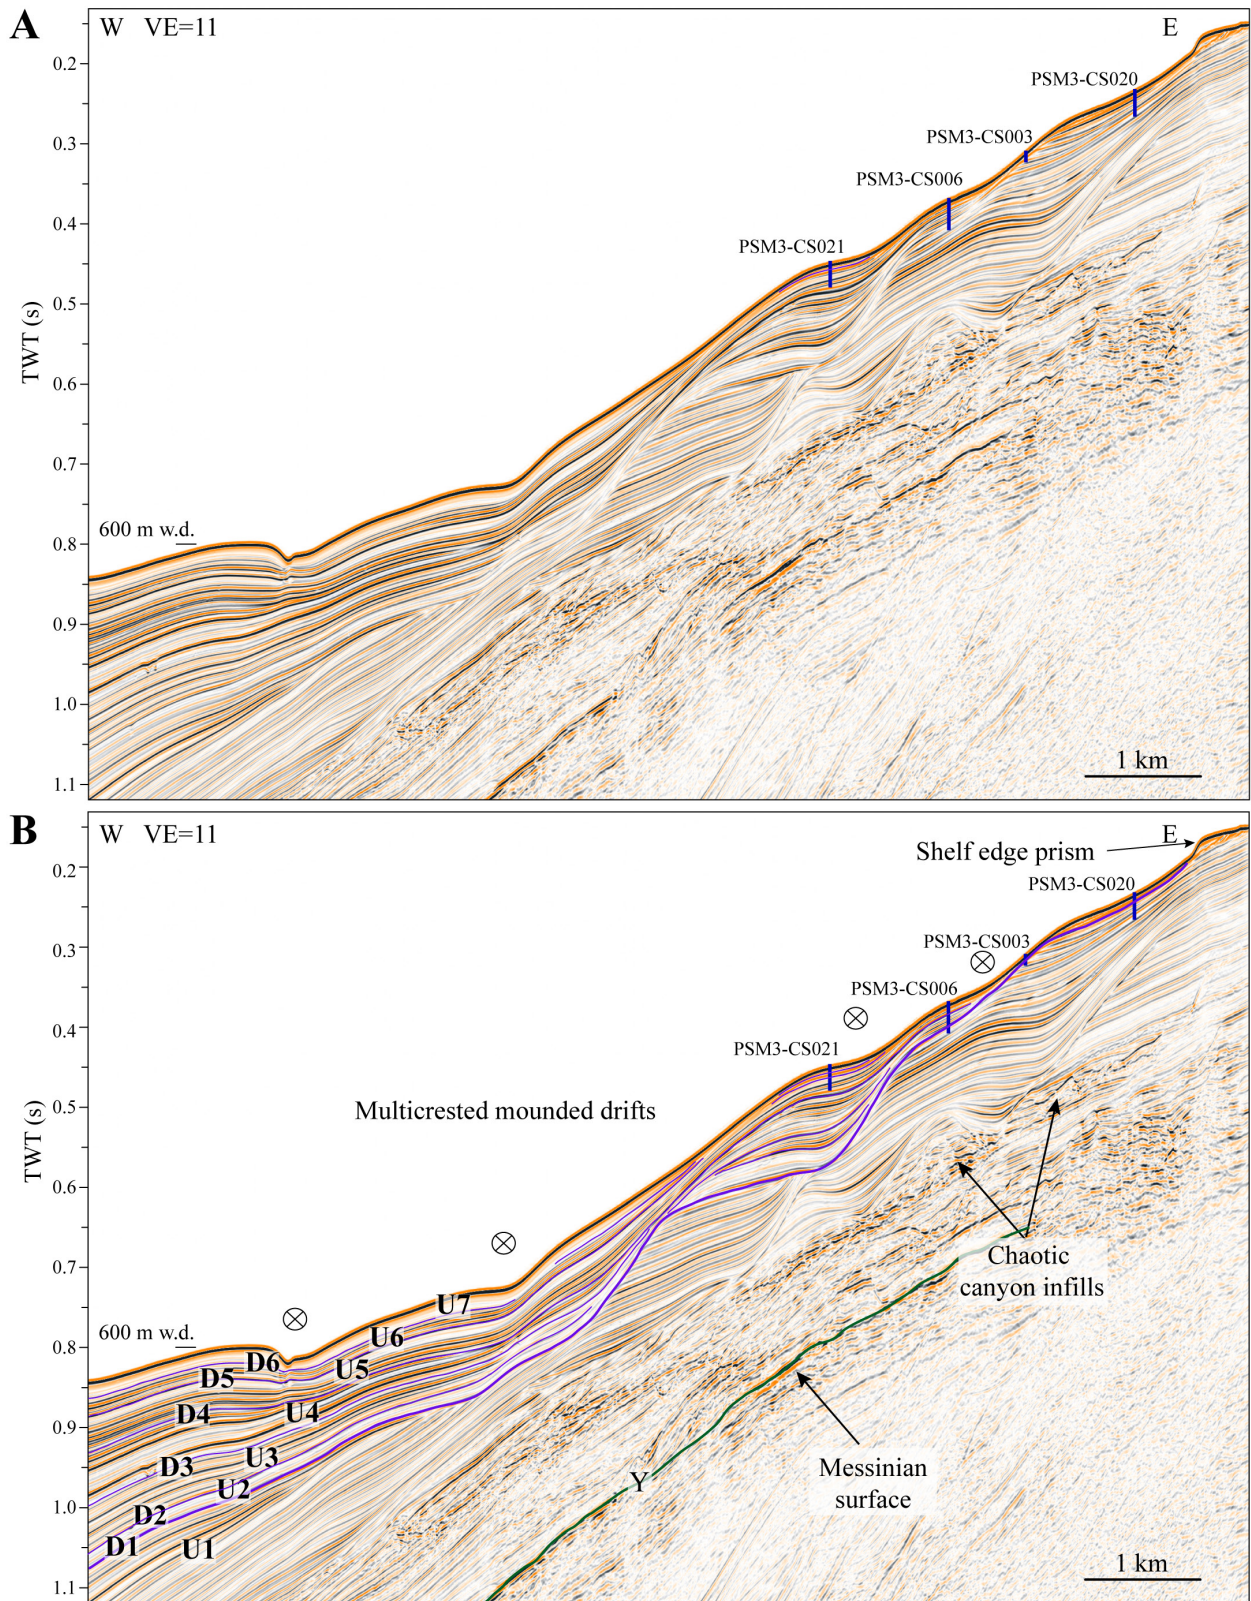 A
W VE=11
E
PSM3-CS020
0.2
PSM3-CS003
0.3
PSM3-CS006
0.4
PSM3-CS021
0.5
TWT (s)
0.6
0.7
600 m w.d.
0.8
0.9
1.0
1 km
1.1
B
W VE=11
E
Shelf edge prism
0.2
PSM3-CS020
0.3
PSM3-CS003
PSM3-CS006
0.4
PSM3-CS021
0.5
Multicrested mounded drifts
TWT (s)
0.6
Chaotic
canyon infills
0.7
U7
600 m w.d.
U6
0.8
D6
U5
D5
D4
U4
0.9
U3
D3
Messinian
surface
Y
U2
1.0
D2
D1
U1
1 km
1.1